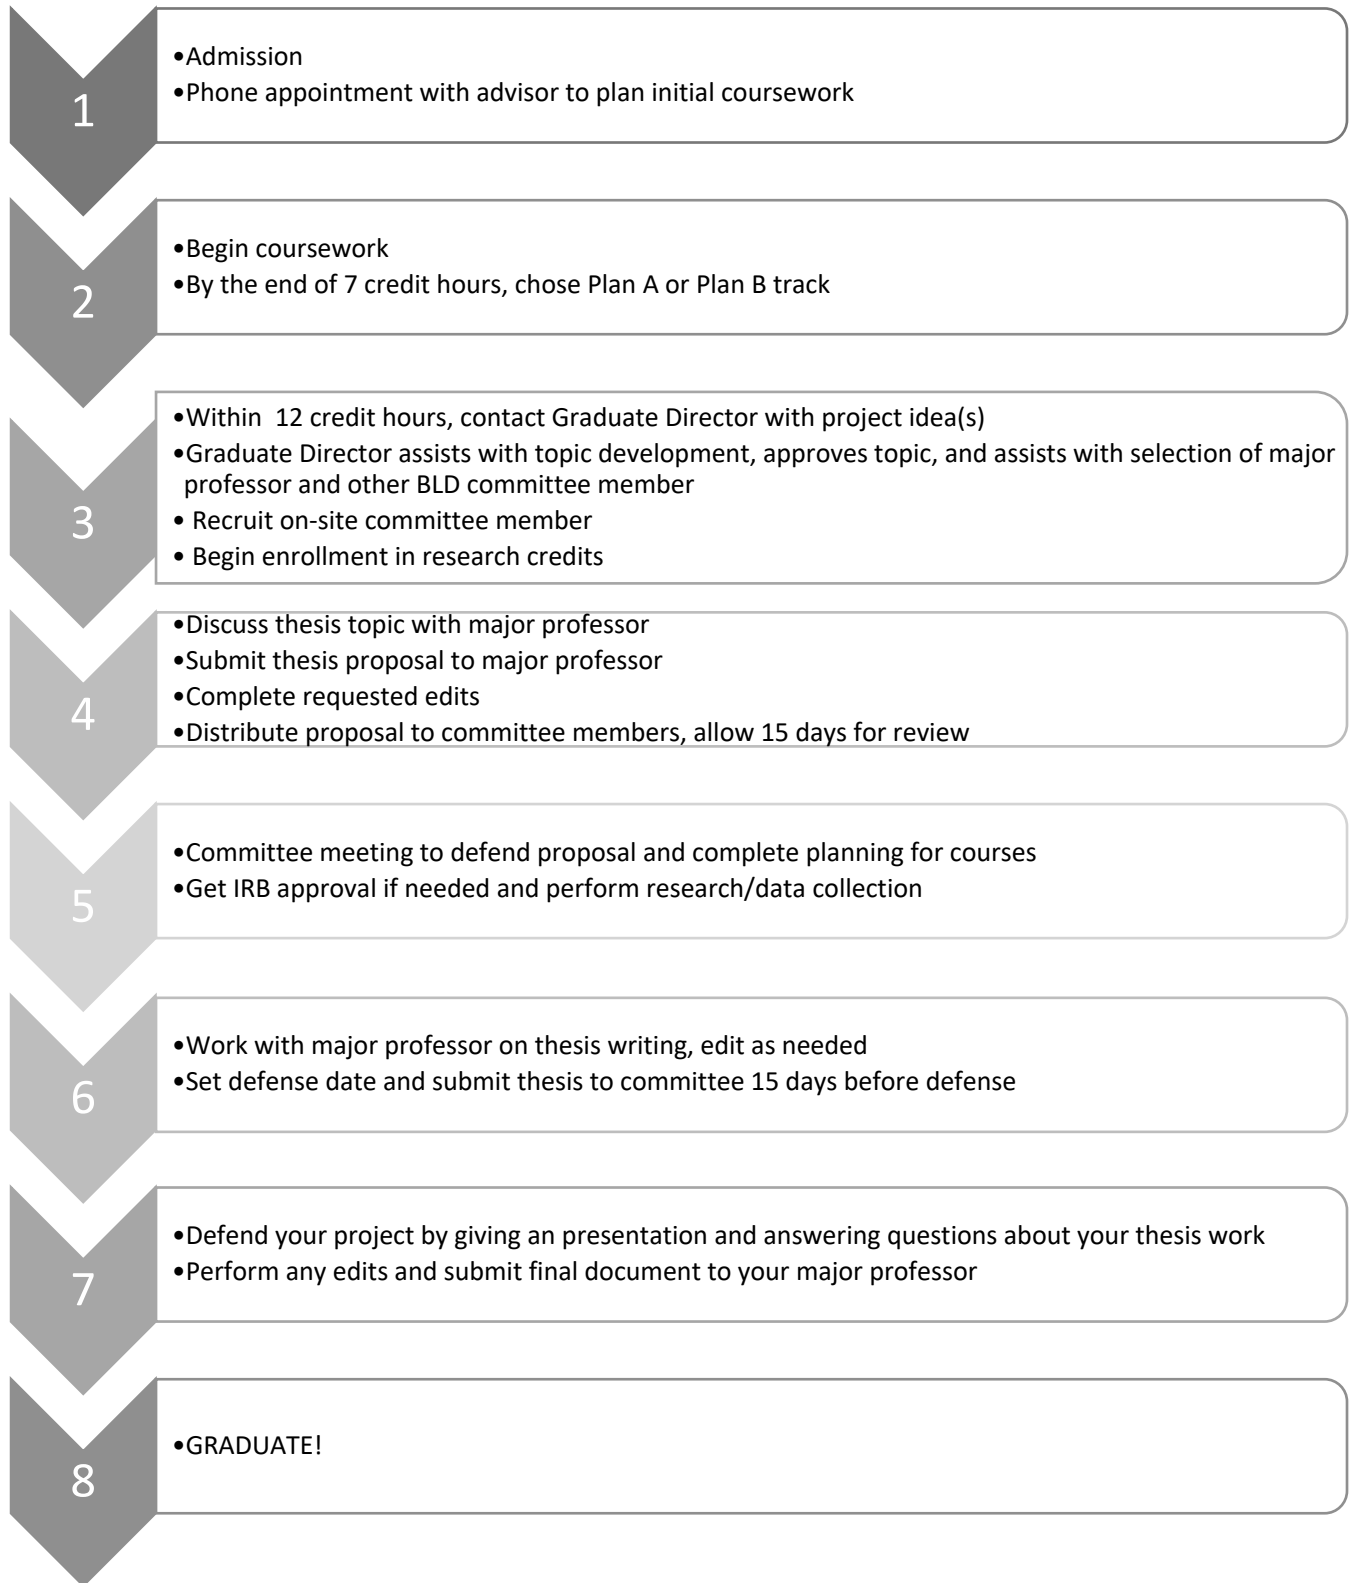 1
•Admission
•Phone appointment with advisor to plan initial coursework
2
•Begin coursework
•By the end of 7 credit hours, chose Plan A or Plan B track
3
•Within  12 credit hours, contact Graduate Director with project idea(s)
•Graduate Director assists with topic development, approves topic, and assists with selection of major
professor and other BLD committee member
• Recruit on-site committee member
• Begin enrollment in research credits
4
•Discuss thesis topic with major professor
•Submit thesis proposal to major professor
•Complete requested edits
•Distribute proposal to committee members, allow 15 days for review
5
•Committee meeting to defend proposal and complete planning for courses
•Get IRB approval if needed and perform research/data collection
6
•Work with major professor on thesis writing, edit as needed
•Set defense date and submit thesis to committee 15 days before defense
7
•Defend your project by giving an presentation and answering questions about your thesis work
•Perform any edits and submit final document to your major professor
8
•GRADUATE!